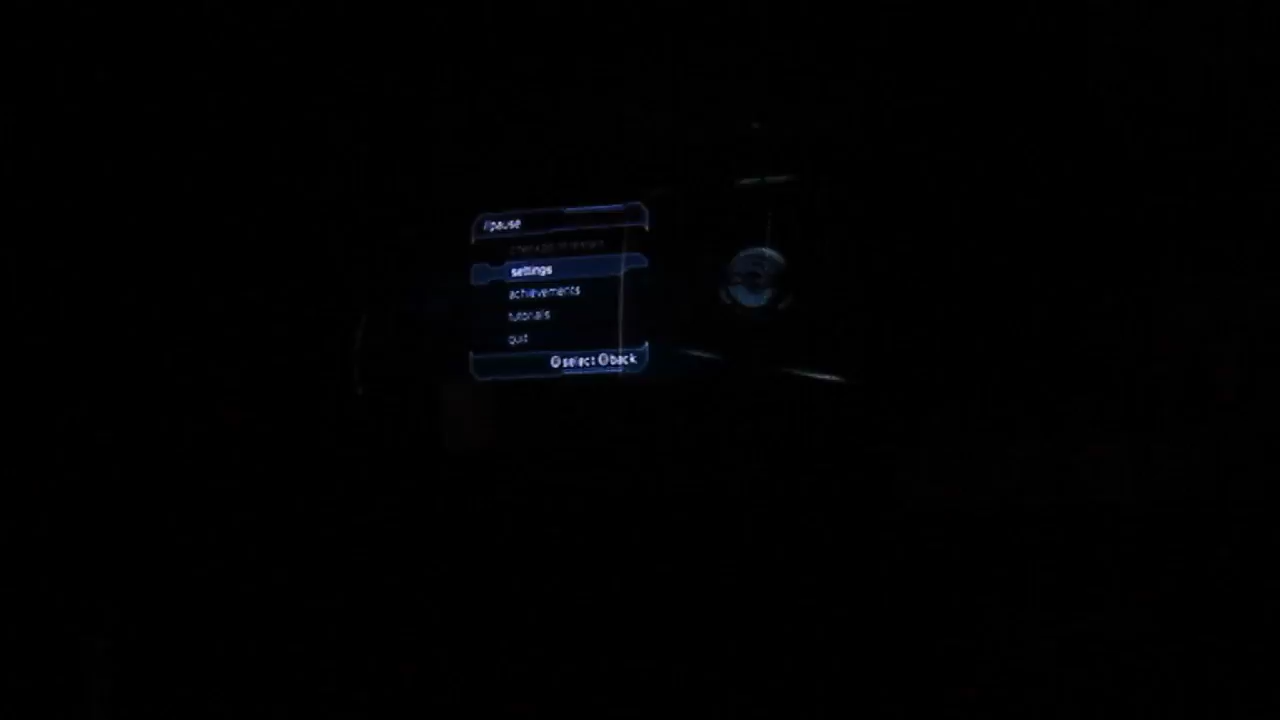 //pause
settings
achievements
tutorials
quit
select back